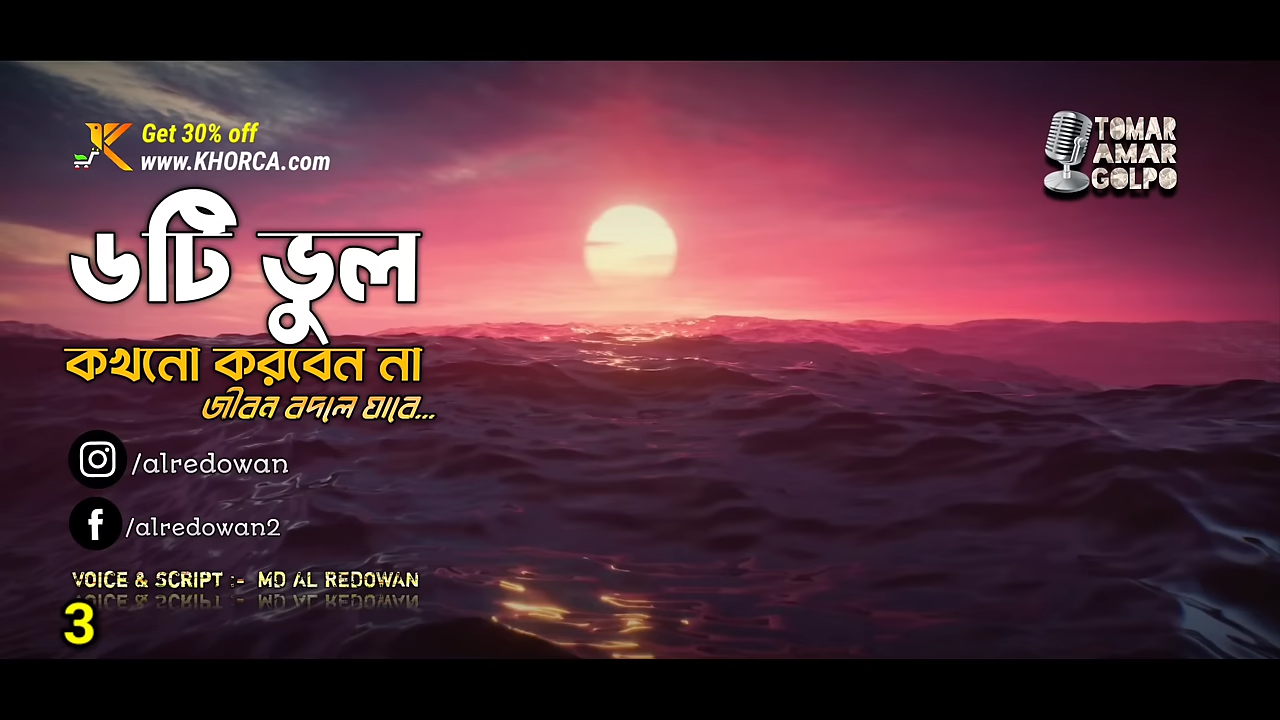 Get 30% off
www.KHORCA.com
TOMAR
AMAR
GOLPO
৬টি ভুল
কখনো করবেন না
জীবন বদলে যাবে...
/alredowan
/alredowan2
VOICE & SCRIPT :- MD AL REDOWAN
3